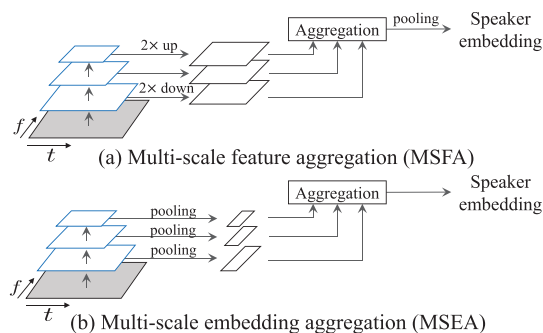 2× up
2× down
Aggregation
pooling
Speaker
embedding
f
t
(a) Multi-scale feature aggregation (MSFA)
pooling
pooling
pooling
Aggregation
Speaker
embedding
f
t
(b) Multi-scale embedding aggregation (MSEA)